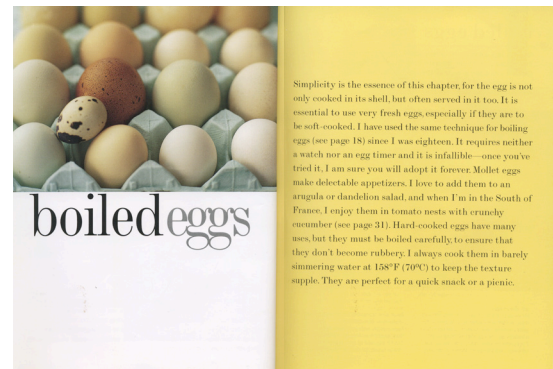 boiled eggs
Simplicity is the essence of this chapter, for the egg is not
only cooked in its shell, but often served in it too. It is
essential to use very fresh eggs, especially if they are to
be soft-cooked. I have used the same technique for boiling
eggs (see page 18) since I was eighteen. It requires neither
a watch nor an egg timer and it is infallible—once you've
tried it, I am sure you will adopt it forever. Mollet eggs
make delectable appetizers. I love to add them to an
arugula or dandelion salad, and when I'm in the South of
France, I enjoy them in tomato nests with crunchy
cucumber (see page 31). Hard-cooked eggs have many
uses, but they must be boiled carefully, to ensure that
they don't become rubbery. I always cook them in barely
simmering water at 158°F (70°C) to keep the texture
supple. They are perfect for a quick snack or a picnic.